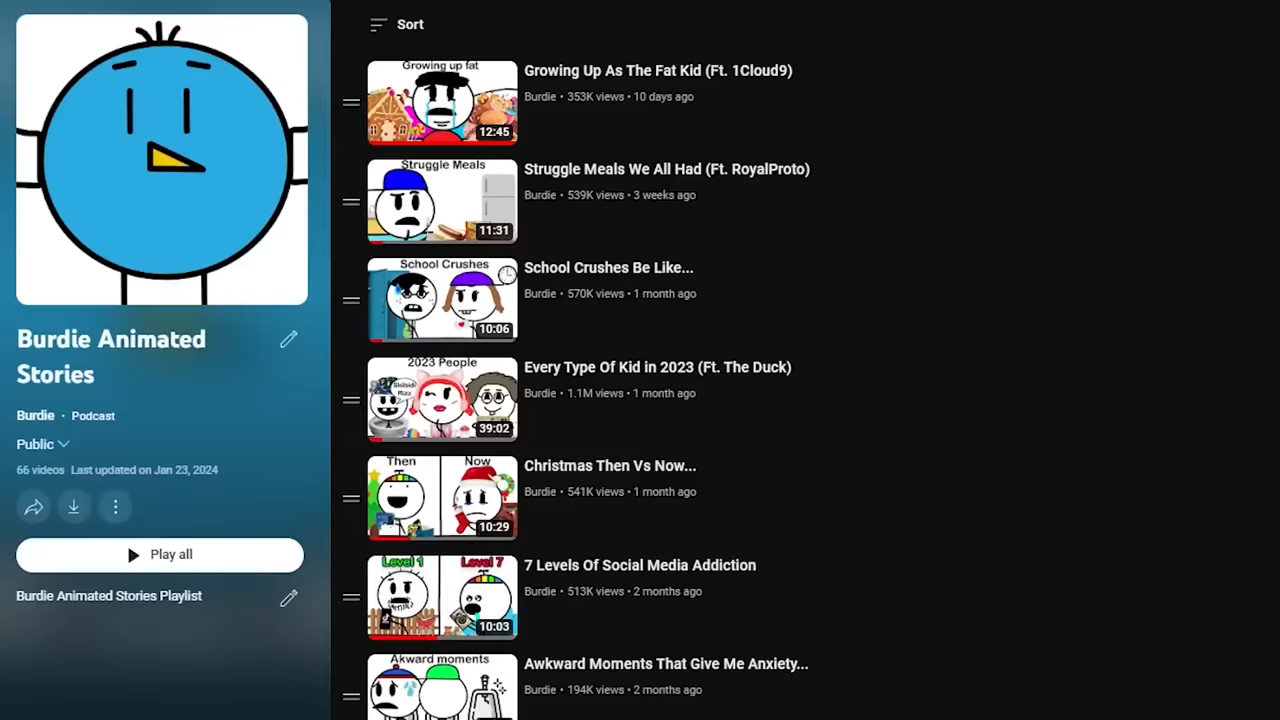 Burdie Animated
Stories
Burdie · Podcast
Public
66 videos Last updated on Jan 23, 2024
Play all
Burdie Animated Stories Playlist
Sort
Growing up fat
12:45
Growing Up As The Fat Kid (Ft. 1Cloud9)
Burdie • 353K views • 10 days ago
Struggle Meals
11:31
Struggle Meals We All Had (Ft. RoyalProto)
Burdie • 539K views • 3 weeks ago
School Crushes
10:06
School Crushes Be Like...
Burdie • 570K views • 1 month ago
2023 People
Skibidi
Rizz
39:02
Every Type Of Kid in 2023 (Ft. The Duck)
Burdie • 1.1M views • 1 month ago
Then Now
10:29
Christmas Then Vs Now...
Burdie • 541K views • 1 month ago
Level 1 Level 7
10:03
7 Levels Of Social Media Addiction
Burdie • 513K views • 2 months ago
Akward moments
Awkward Moments That Give Me Anxiety...
Burdie • 194K views • 2 months ago